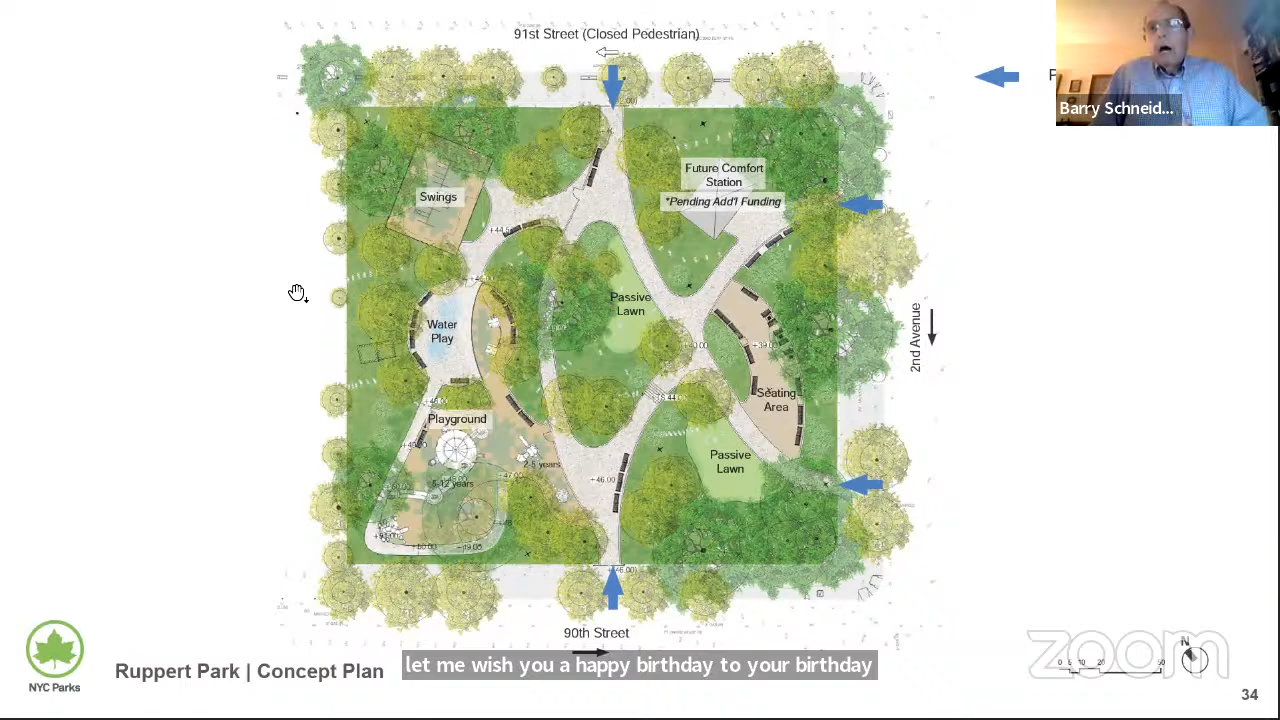 91st Street (Closed Pedestrian)
Barry Schneid...
Future Comfort
Station
*Pending Add'l Funding
Swings
Passive
Lawn
Water
Play
2nd Avenue
Seating
Area
Playground
Passive
Lawn
2-5 years
5-12 years
+46.00
90th Street
let me wish you a happy birthday to your birthday
NYC Parks
Ruppert Park | Concept Plan
zoom
N
34